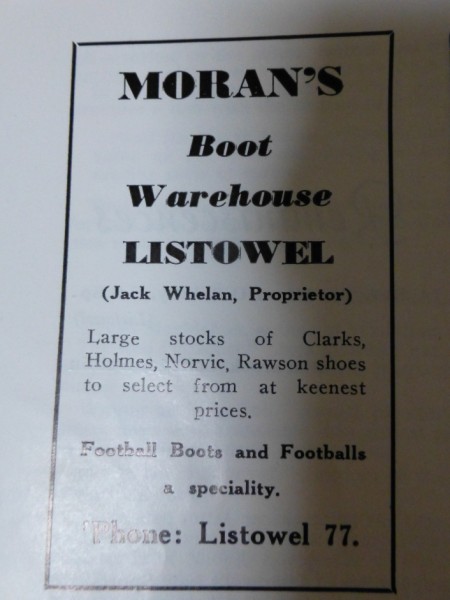 MORAN'S
Boot
Warehouse
LISTOWEL
(Jack Whelan, Proprietor)
Large stocks of Clarks,
Holmes, Norvic, Rawson shoes
to select from at keenest
prices.
Football Boots and Footballs
a speciality.
'Phone: Listowel 77.